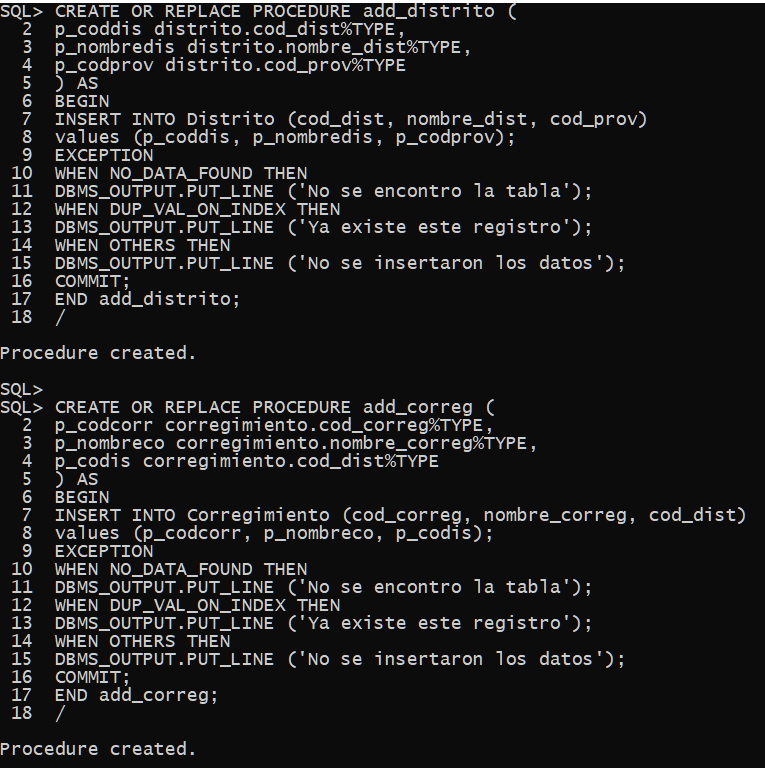 SQL> CREATE OR REPLACE PROCEDURE add_distrito (
  2  p_coddis distrito.cod_dist%TYPE,
  3  p_nombredis distrito.nombre_dist%TYPE,
  4  p_codprov distrito.cod_prov%TYPE
  5  ) AS
  6  BEGIN
  7  INSERT INTO Distrito (cod_dist, nombre_dist, cod_prov)
  8  values (p_coddis, p_nombredis, p_codprov);
  9  EXCEPTION
 10  WHEN NO_DATA_FOUND THEN
 11  DBMS_OUTPUT.PUT_LINE ('No se encontro la tabla');
 12  WHEN DUP_VAL_ON_INDEX THEN
 13  DBMS_OUTPUT.PUT_LINE ('Ya existe este registro');
 14  WHEN OTHERS THEN
 15  DBMS_OUTPUT.PUT_LINE ('No se insertaron los datos');
 16  COMMIT;
 17  END add_distrito;
 18  /

Procedure created.

SQL>
SQL> CREATE OR REPLACE PROCEDURE add_correg (
  2  p_codcorr corregimiento.cod_correg%TYPE,
  3  p_nombreco corregimiento.nombre_correg%TYPE,
  4  p_codis corregimiento.cod_dist%TYPE
  5  ) AS
  6  BEGIN
  7  INSERT INTO Corregimiento (cod_correg, nombre_correg, cod_dist)
  8  values (p_codcorr, p_nombreco, p_codis);
  9  EXCEPTION
 10  WHEN NO_DATA_FOUND THEN
 11  DBMS_OUTPUT.PUT_LINE ('No se encontro la tabla');
 12  WHEN DUP_VAL_ON_INDEX THEN
 13  DBMS_OUTPUT.PUT_LINE ('Ya existe este registro');
 14  WHEN OTHERS THEN
 15  DBMS_OUTPUT.PUT_LINE ('No se insertaron los datos');
 16  COMMIT;
 17  END add_correg;
 18  /

Procedure created.